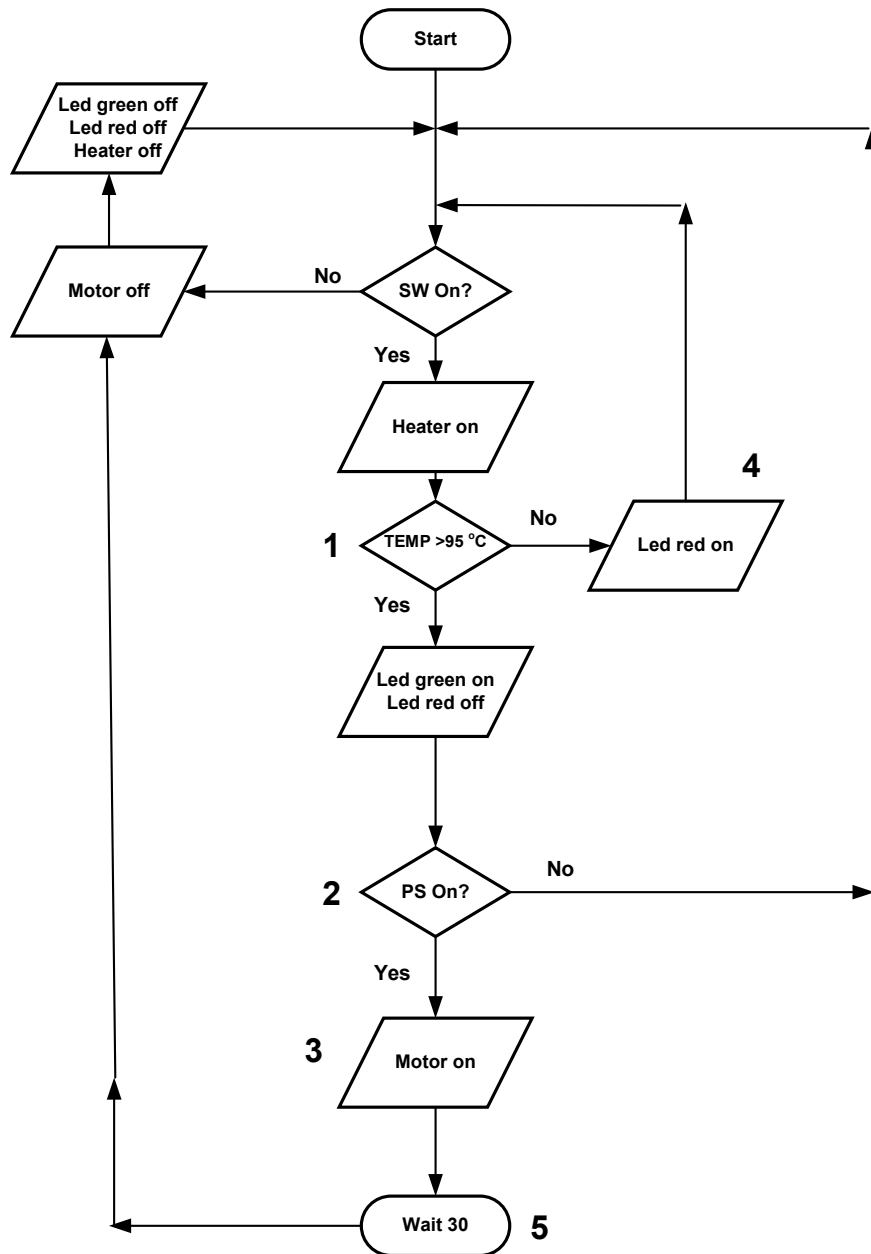 Start
Led green off
Led red off
Heater off
Motor off
No
SW On?
Yes
Heater on
4
1
TEMP >95 °C
No
Led red on
Yes
Led green on
Led red off
2
PS On?
No
Yes
3
Motor on
Wait 30
5